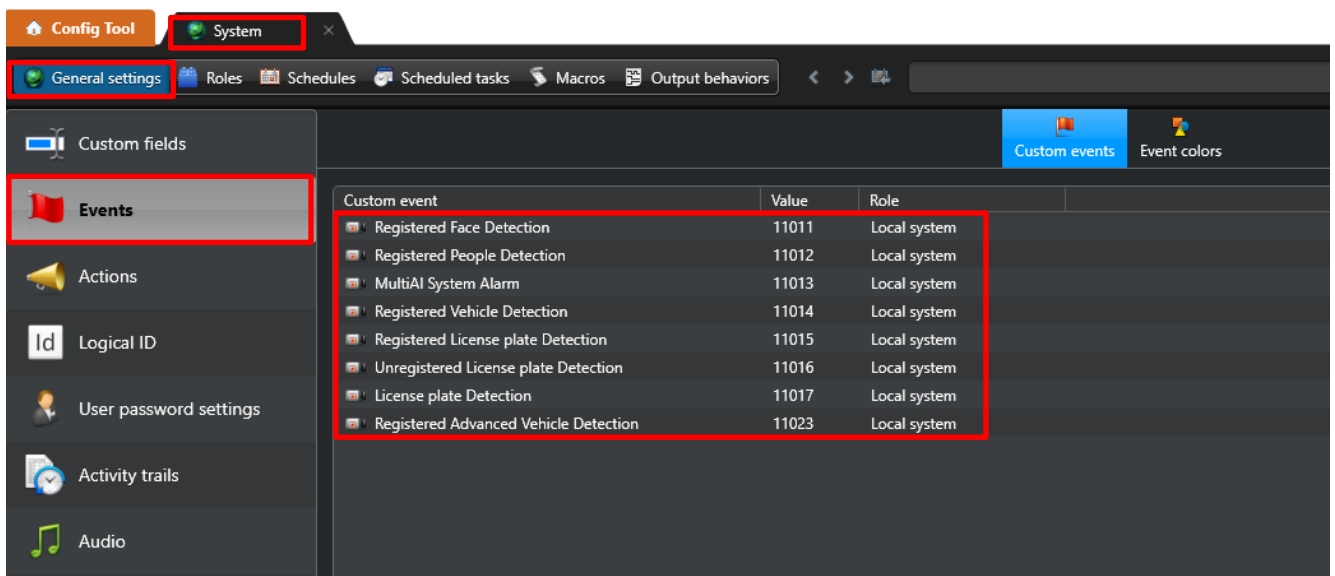 Config Tool System
General settings Roles Schedules Scheduled tasks Macros Output behaviors
Custom fields
Events
Actions
Id Logical ID
User password settings
Activity trails
Audio
Custom events Event colors
Custom event Value Role
Registered Face Detection 11011 Local system
Registered People Detection 11012 Local system
MultiAI System Alarm 11013 Local system
Registered Vehicle Detection 11014 Local system
Registered License plate Detection 11015 Local system
Unregistered License plate Detection 11016 Local system
License plate Detection 11017 Local system
Registered Advanced Vehicle Detection 11023 Local system